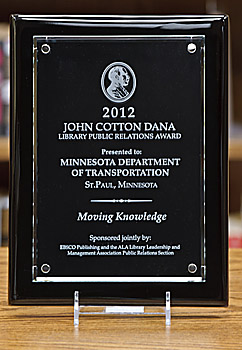 2012
JOHN COTTON DANA
LIBRARY PUBLIC RELATIONS AWARD
Presented to:
MINNESOTA DEPARTMENT
OF TRANSPORTATION
ST.PAUL, MINNESOTA
Moving Knowledge
Sponsored jointly by:
EBSCO Publishing and the ALA Library Leadership and
Management Association Public Relations Section